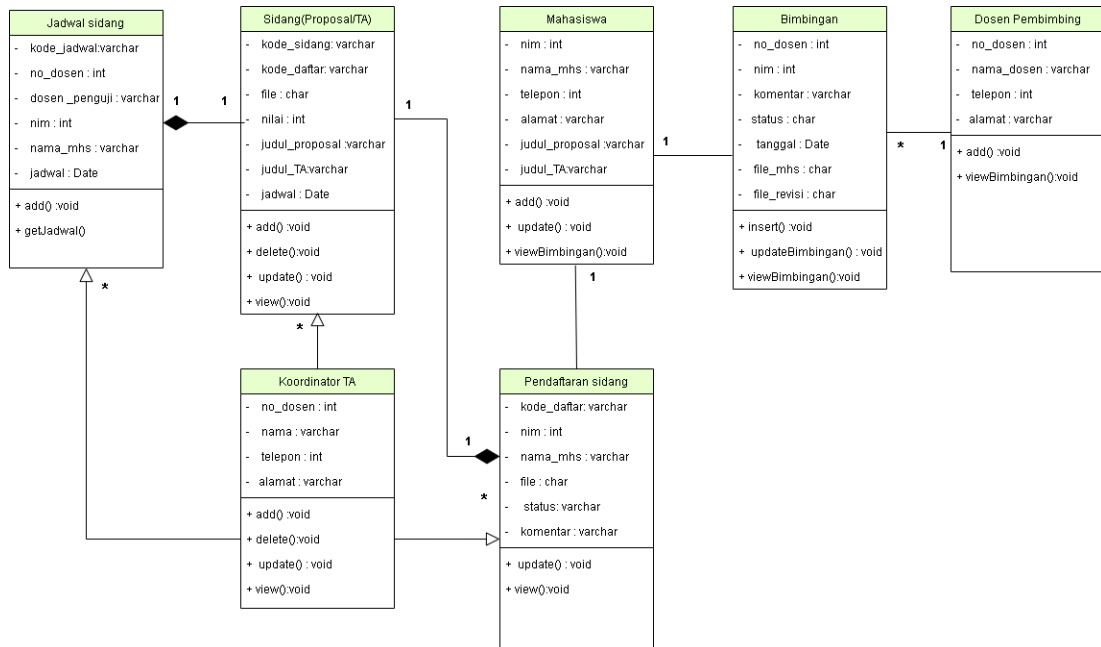 Jadwal sidang
- kode_jadwal:varchar
- no_dosen : int
- dosen _penguji : varchar
- nim : int
- nama_mhs : varchar
- jadwal : Date
+ add() :void
+ getJadwal()
1
1
*
Sidang(Proposal/TA)
- kode_sidang: varchar
- kode_daftar: varchar
- file : char
- nilai : int
- judul_proposal :varchar
- judul_TA:varchar
- jadwal : Date
+ add() :void
+ delete():void
+ update() : void
+ view():void
1
*
Mahasiswa
- nim : int
- nama_mhs : varchar
- telepon : int
- alamat : varchar
- judul_proposal :varchar
- judul_TA:varchar
+ add() :void
+ update() : void
+ viewBimbingan():void
1
1
Bimbingan
- no_dosen : int
- nim : int
- komentar : varchar
- status : char
- tanggal : Date
- file_mhs : char
- file_revisi : char
+ insert() : void
+ updateBimbingan() : void
+ viewBimbingan():void
*
1
Dosen Pembimbing
- no_dosen : int
- nama_dosen : varchar
- telepon : int
- alamat : varchar
+ add() :void
+ viewBimbingan():void
Koordinator TA
- no_dosen : int
- nama : varchar
- telepon : int
- alamat : varchar
+ add() :void
+ delete():void
+ update() : void
+ view():void
1
*
Pendaftaran sidang
- kode_daftar: varchar
- nim : int
- nama_mhs : varchar
- file : char
- status: varchar
- komentar : varchar
+ update() : void
+ view():void